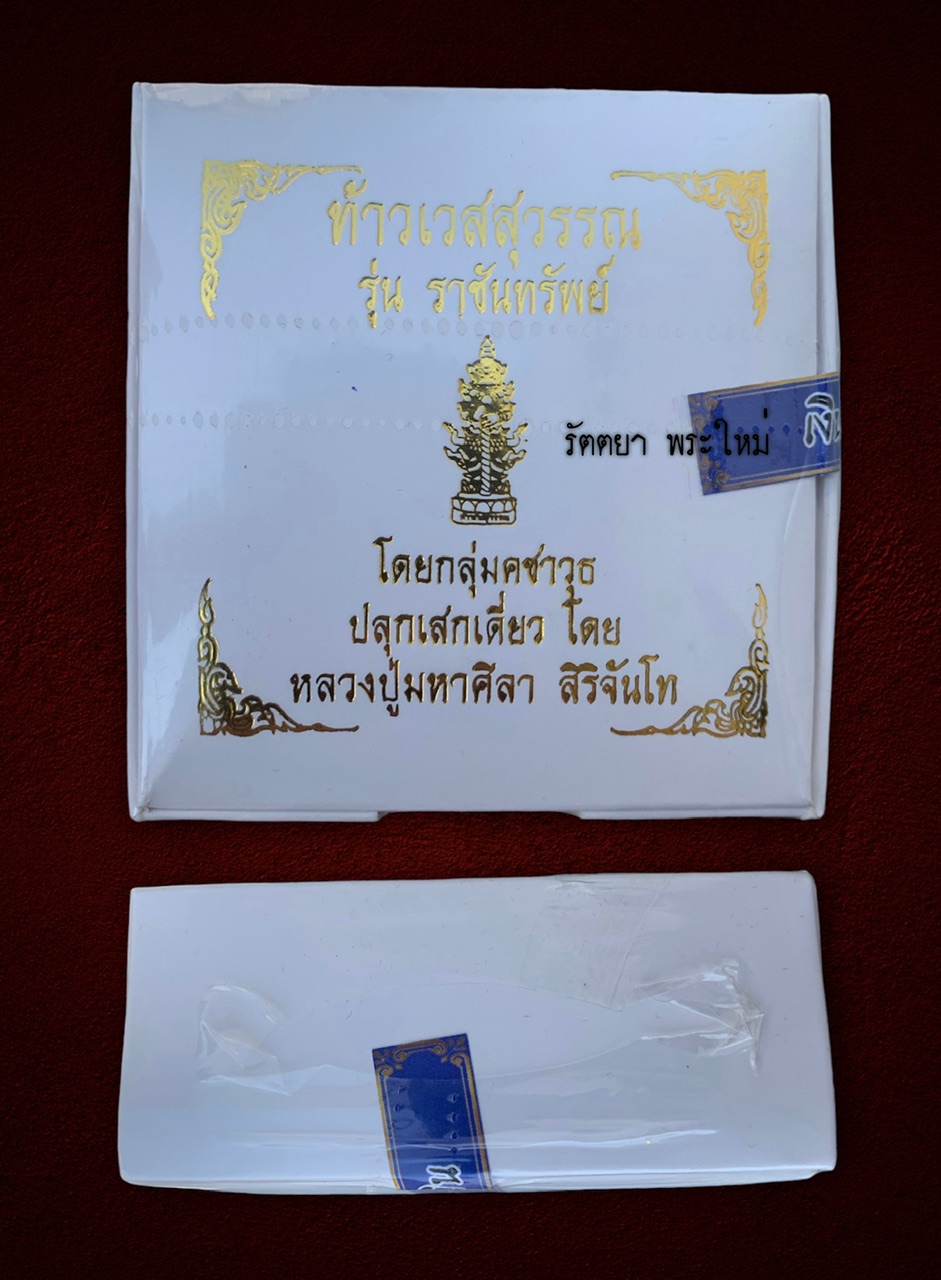 ท้าวเวสสุวรรณ
รุ่น ราชันทรัพย์
รัตตยา พระใหม่
โดยกลุ่มคชาวุธ
ปลุกเสกเดี่ยว โดย
หลวงปู่มหาศีลา สิริจันโท